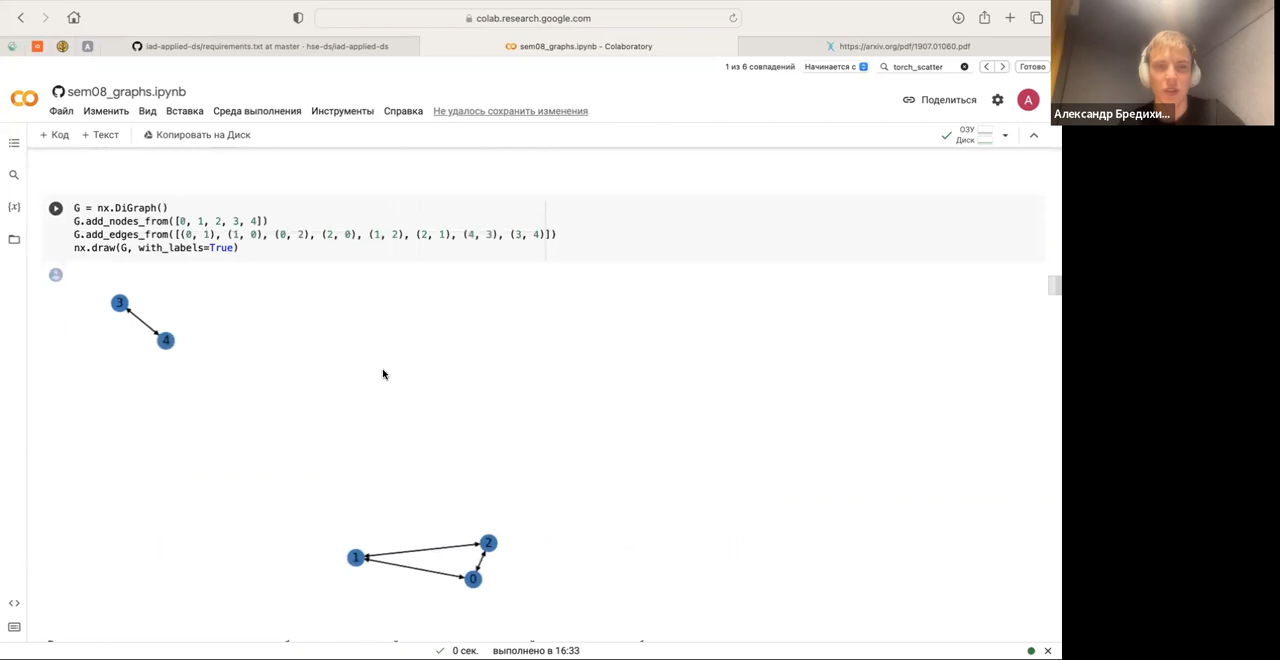 colab.research.google.com
iad-applied-ds/requirements.txt at master · hse-ds/iad-applied-ds
sem08_graphs.ipynb - Colaboratory
https://arxiv.org/pdf/1907.01060.pdf
1 из 6 совпадений
Начинается с
torch_scatter
Готово
sem08_graphs.ipynb
Файл Изменить Вид Вставка Среда выполнения Инструменты Справка Не удалось сохранить изменения
Поделиться
A
Александр Бредихи...
+ Код + Текст Копировать на Диск
ОЗУ
Диск
G = nx.DiGraph()
G.add_nodes_from([0, 1, 2, 3, 4])
G.add_edges_from([(0, 1), (1, 0), (0, 2), (2, 0), (1, 2), (2, 1), (4, 3), (3, 4)])
nx.draw(G, with_labels=True)
3
4
2
1
0
0 сек. выполнено в 16:33